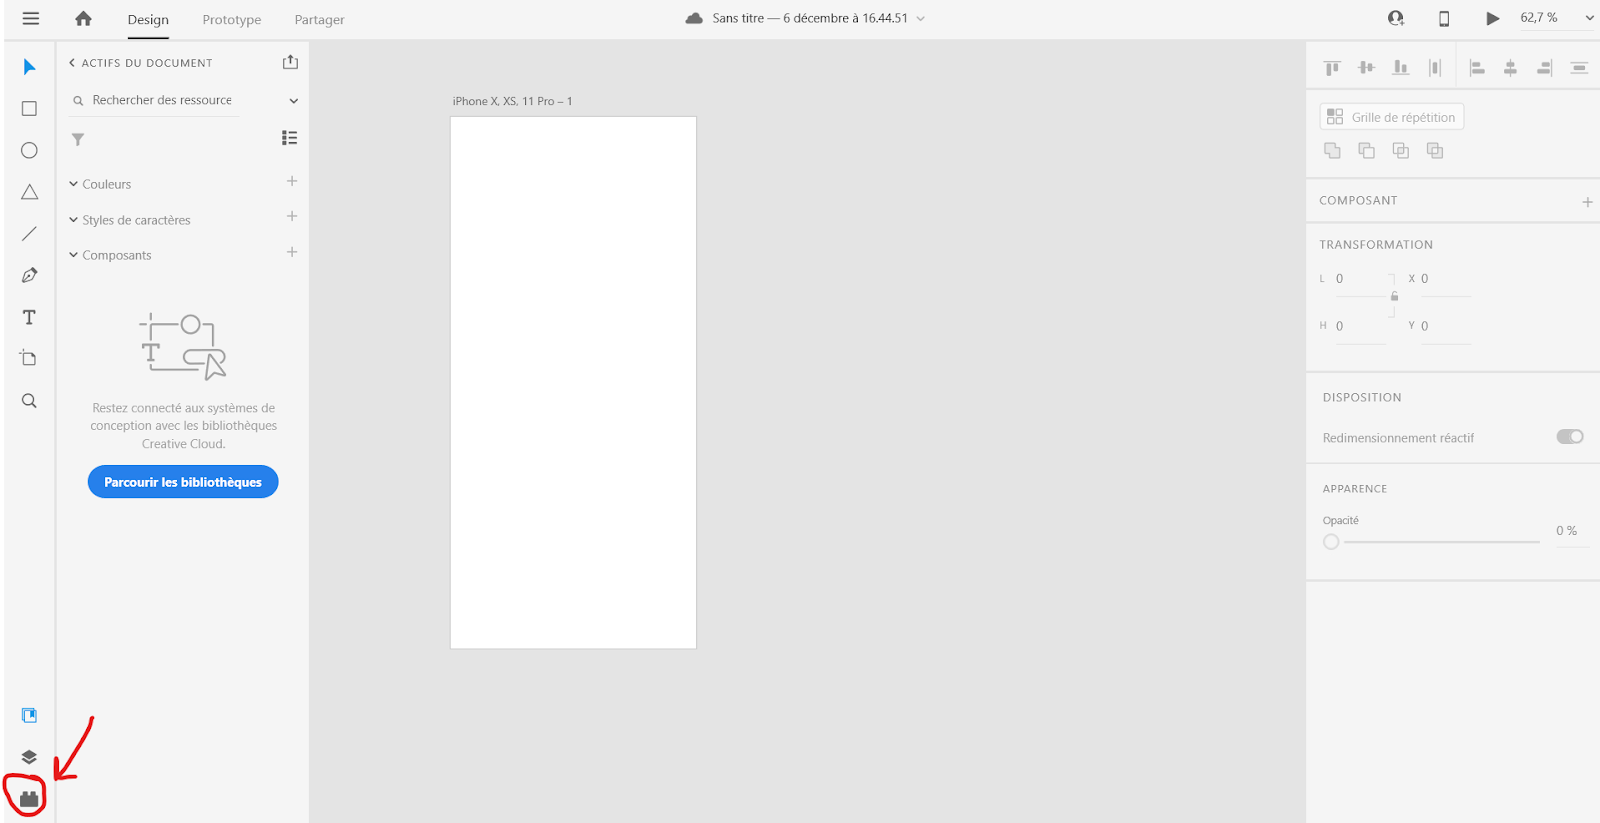 Design Prototype Partager
Sans titre — 6 décembre à 16.44.51
62,7 %
ACTIFS DU DOCUMENT
Rechercher des ressource
Couleurs
Styles de caractères
Composants
T
Restez connecté aux systèmes de
conception avec les bibliothèques
Creative Cloud.
Parcourir les bibliothèques
iPhone X, XS, 11 Pro – 1
Grille de répétition
COMPOSANT
TRANSFORMATION
L 0 X 0
H 0 Y 0
DISPOSITION
Redimensionnement réactif
APPARENCE
Opacité
0 %